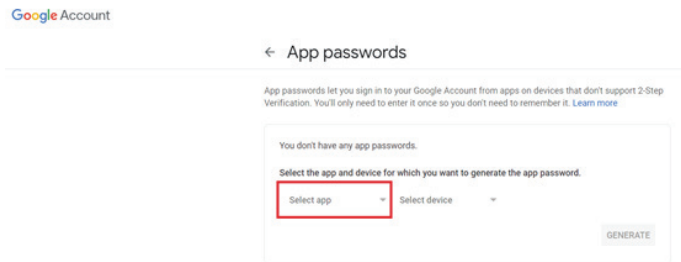 Google Account
← App passwords
App passwords let you sign in to your Google Account from apps on devices that don't support 2-Step
Verification. You'll only need to enter it once so you don't need to remember it. Learn more
You don't have any app passwords.
Select the app and device for which you want to generate the app password.
Select app Select device
GENERATE